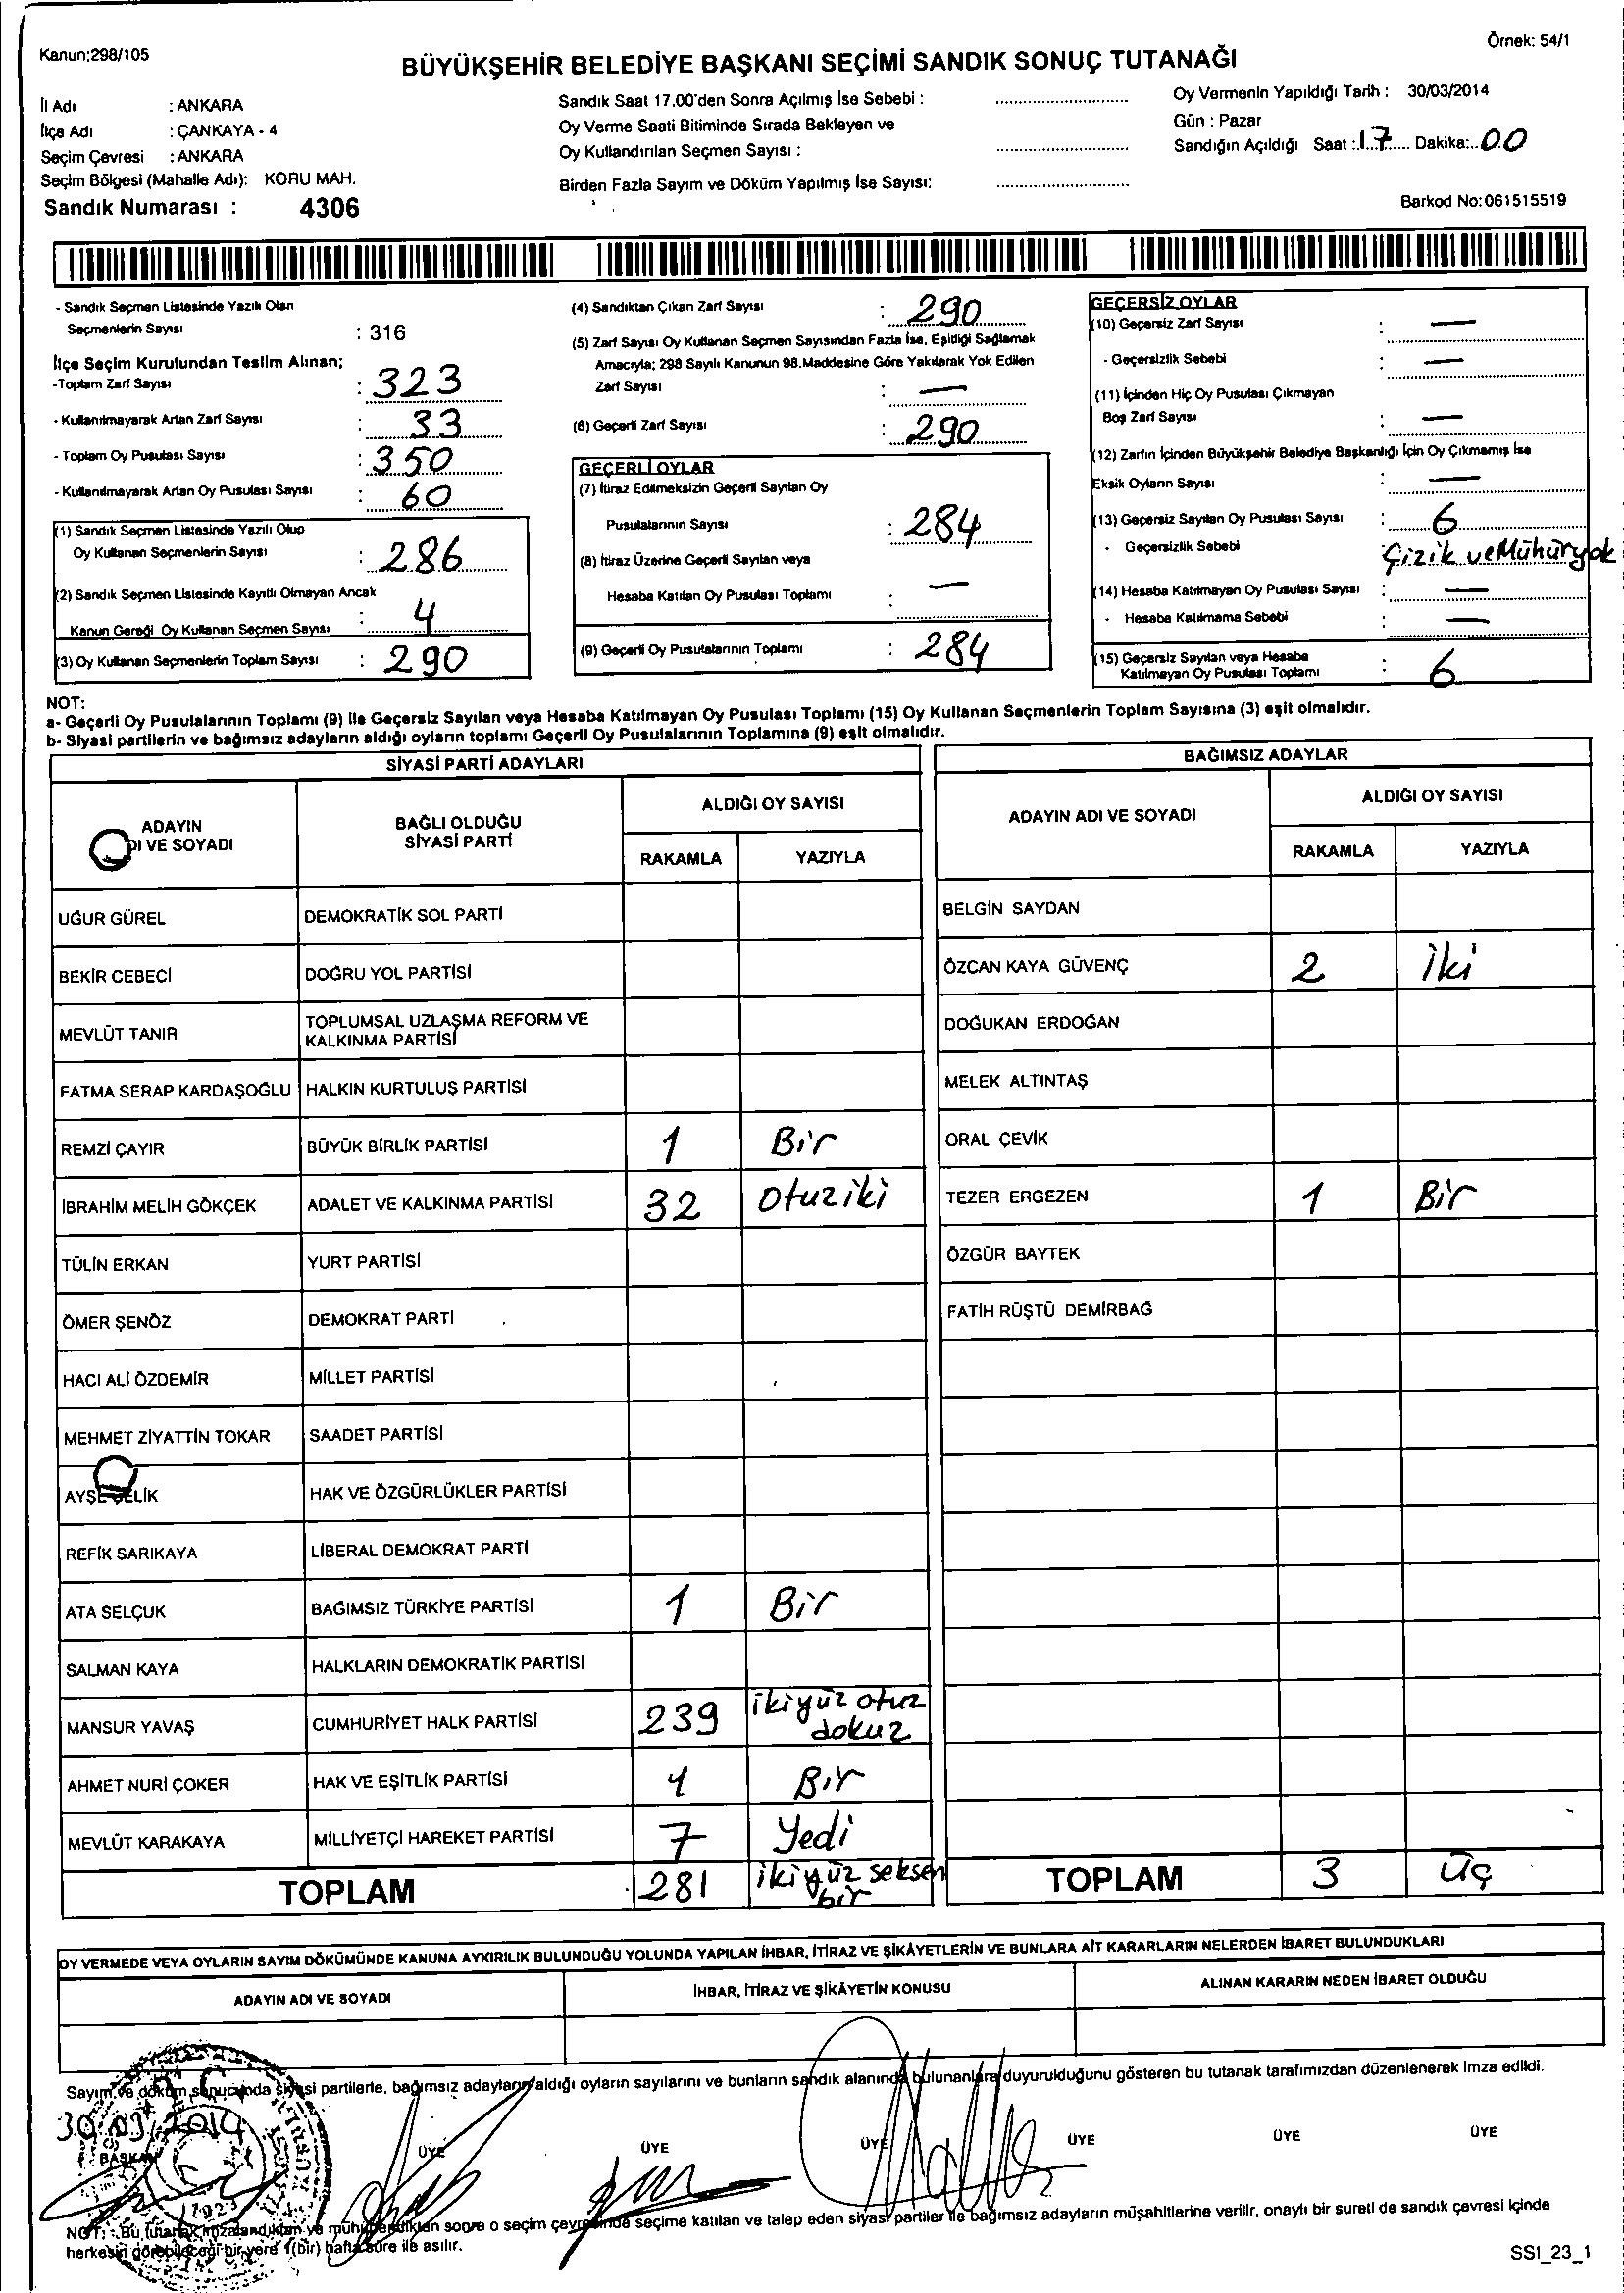 Kanun:298/105
Örnek: 54/1
BÜYÜKŞEHİR BELEDİYE BAŞKANI SEÇİMİ SANDIK SONUÇ TUTANAĞI
İl Adı : ANKARA
İlçe Adı : ÇANKAYA - 4
Seçim Çevresi : ANKARA
Seçim Bölgesi (Mahalle Adı): KORU MAH.
Sandık Numarası : 4306
Sandık Saat 17.00'den Sonra Açılmış İse Sebebi :
Oy Verme Saati Bitiminde Sırada Bekleyen ve
Oy Kullandırılan Seçmen Sayısı :
Birden Fazla Sayım ve Döküm Yapılmış İse Sayısı:
Oy Vermenin Yapıldığı Tarih : 30/03/2014
Gün : Pazar
Sandığın Açıldığı Saat : 17 Dakika: 00
Barkod No:061515519
- Sandık Seçmen Listesinde Yazılı Olan
Seçmenlerin Sayısı : 316
İlçe Seçim Kurulundan Teslim Alınan;
-Toplam Zarf Sayısı : 323
- Kullanılmayarak Artan Zarf Sayısı : 33
- Toplam Oy Pusulası Sayısı : 350
- Kullanılmayarak Artan Oy Pusulası Sayısı : 60
(1) Sandık Seçmen Listesinde Yazılı Olup
Oy Kullanan Seçmenlerin Sayısı : 286
(2) Sandık Seçmen Listesinde Kayıtlı Olmayan Ancak
Kanun Gereği Oy Kullanan Seçmen Sayısı : 4
(3) Oy Kullanan Seçmenlerin Toplam Sayısı : 290
(4) Sandıktan Çıkan Zarf Sayısı : 290
(5) Zarf Sayısı Oy Kullanan Seçmen Sayısından Fazla İse, Eşitliği Sağlamak
Amacıyla; 298 Sayılı Kanunun 98.Maddesine Göre Yakılarak Yok Edilen
Zarf Sayısı : —
(6) Geçerli Zarf Sayısı : 290
GEÇERLİ OYLAR
(7) İtiraz Edilmeksizin Geçerli Sayılan Oy
Pusulalarının Sayısı : 284
(8) İtiraz Üzerine Geçerli Sayılan veya
Hesaba Katılan Oy Pusulası Toplamı : —
(9) Geçerli Oy Pusulalarının Toplamı : 284
GEÇERSİZ OYLAR
(10) Geçersiz Zarf Sayısı : —
- Geçersizlik Sebebi : —
(11) İçinden Hiç Oy Pusulası Çıkmayan
Boş Zarf Sayısı : —
(12) Zarfın İçinden Büyükşehir Belediye Başkanlığı İçin Oy Çıkmamış İse
Eksik Oyların Sayısı : —
(13) Geçersiz Sayılan Oy Pusulası Sayısı : 6
- Geçersizlik Sebebi : Çizik ve Mühür yok
(14) Hesaba Katılmayan Oy Pusulası Sayısı : —
- Hesaba Katılmama Sebebi : —
(15) Geçersiz Sayılan veya Hesaba
Katılmayan Oy Pusulası Toplamı : 6
NOT:
a- Geçerli Oy Pusulalarının Toplamı (9) ile Geçersiz Sayılan veya Hesaba Katılmayan Oy Pusulası Toplamı (15) Oy Kullanan Seçmenlerin Toplam Sayısına (3) eşit olmalıdır.
b- Siyasi partilerin ve bağımsız adayların aldığı oyların toplamı Geçerli Oy Pusulalarının Toplamına (9) eşit olmalıdır.
SİYASİ PARTİ ADAYLARI
ADAYIN
DI VE SOYADI
BAĞLI OLDUĞU
SİYASİ PARTİ
ALDIĞI OY SAYISI
RAKAMLA YAZIYLA
UĞUR GÜREL DEMOKRATİK SOL PARTİ
BEKİR CEBECİ DOĞRU YOL PARTİSİ
MEVLÜT TANIR TOPLUMSAL UZLAŞMA REFORM VE
KALKINMA PARTİSİ
FATMA SERAP KARDAŞOĞLU HALKIN KURTULUŞ PARTİSİ
REMZİ ÇAYIR BÜYÜK BİRLİK PARTİSİ 1 Bir
İBRAHİM MELİH GÖKÇEK ADALET VE KALKINMA PARTİSİ 32 otuziki
TÜLİN ERKAN YURT PARTİSİ
ÖMER ŞENÖZ DEMOKRAT PARTİ
HACI ALİ ÖZDEMİR MİLLET PARTİSİ
MEHMET ZİYATTİN TOKAR SAADET PARTİSİ
AYŞE ÇELİK HAK VE ÖZGÜRLÜKLER PARTİSİ
REFİK SARIKAYA LİBERAL DEMOKRAT PARTİ
ATA SELÇUK BAĞIMSIZ TÜRKİYE PARTİSİ 1 Bir
SALMAN KAYA HALKLARIN DEMOKRATİK PARTİSİ
MANSUR YAVAŞ CUMHURİYET HALK PARTİSİ 239 ikiyüz otuz
dokuz
AHMET NURİ ÇOKER HAK VE EŞİTLİK PARTİSİ 1 Bir
MEVLÜT KARAKAYA MİLLİYETÇİ HAREKET PARTİSİ 7 Yedi
TOPLAM 281 ikiyüz seksen
bir
BAĞIMSIZ ADAYLAR
ADAYIN ADI VE SOYADI
ALDIĞI OY SAYISI
RAKAMLA YAZIYLA
BELGİN SAYDAN
ÖZCAN KAYA GÜVENÇ 2 İki
DOĞUKAN ERDOĞAN
MELEK ALTINTAŞ
ORAL ÇEVİK
TEZER ERGEZEN 1 Bir
ÖZGÜR BAYTEK
FATİH RÜŞTÜ DEMİRBAĞ
TOPLAM 3 Üç
OY VERMEDE VEYA OYLARIN SAYIM DÖKÜMÜNDE KANUNA AYKIRILIK BULUNDUĞU YOLUNDA YAPILAN İHBAR, İTİRAZ VE ŞİKÂYETLERİN VE BUNLARA AİT KARARLARIN NELERDEN İBARET BULUNDUKLARI
ADAYIN ADI VE SOYADI
İHBAR, İTİRAZ VE ŞİKÂYETİN KONUSU
ALINAN KARARIN NEDEN İBARET OLDUĞU
Sayım ve döküm sonucunda siyasi partilerle, bağımsız adayların aldığı oyların sayılarını ve bunların sandık alanında bulunanlara duyurulduğunu gösteren bu tutanak tarafımızdan düzenlenerek imza edildi.
30/03/2014
BAŞKAN ÜYE ÜYE ÜYE ÜYE ÜYE ÜYE
NOT: Bu tutanak imzalandıktan ve mühürlendikten sonra o seçim çevresinde seçime katılan ve talep eden siyasi partiler ile bağımsız adayların müşahitlerine verilir, onaylı bir sureti de sandık çevresi içinde
herkesin görebileceği bir yere 1(bir) hafta süre ile asılır.
SSI_23_1